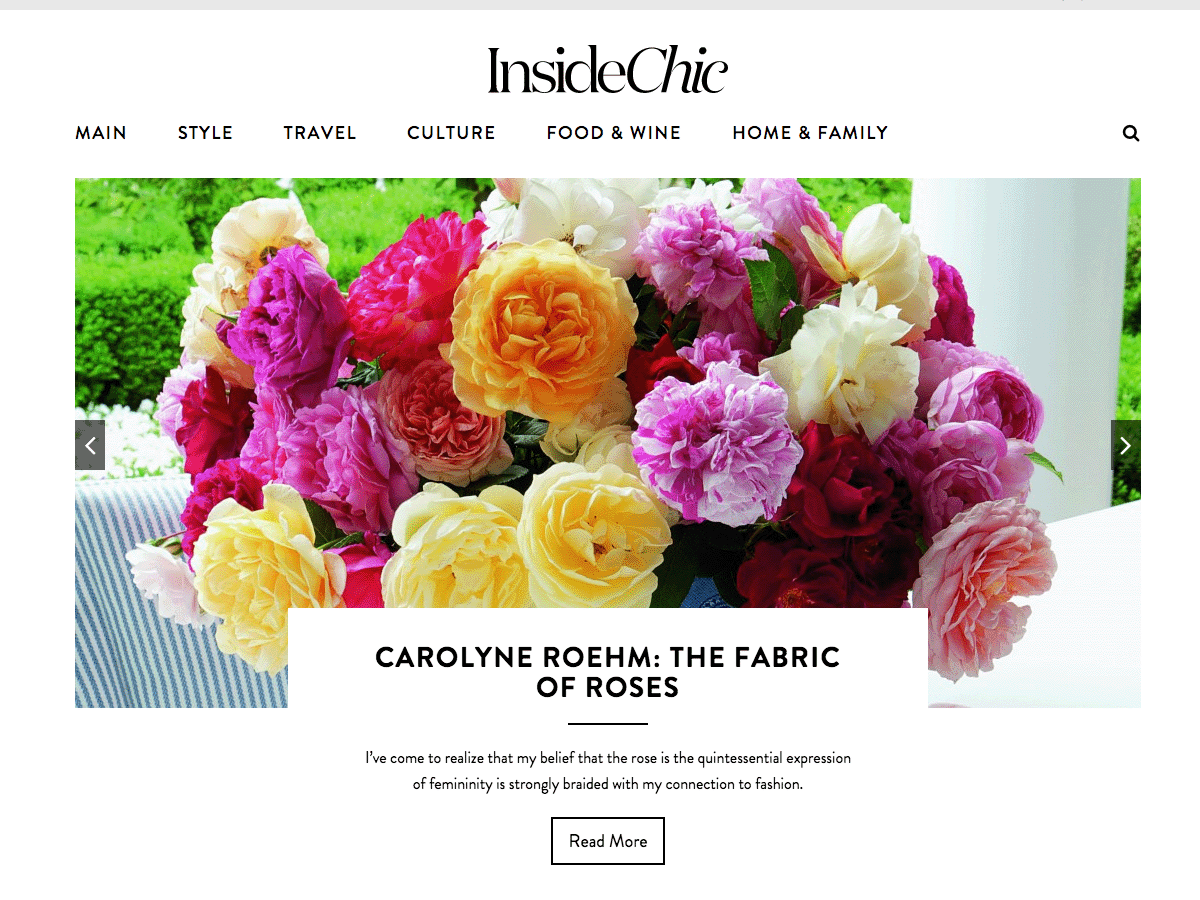 InsideChic
MAIN STYLE TRAVEL CULTURE FOOD & WINE HOME & FAMILY
CAROLYNE ROEHM: THE FABRIC
OF ROSES
I’ve come to realize that my belief that the rose is the quintessential expression
of femininity is strongly braided with my connection to fashion.
Read More